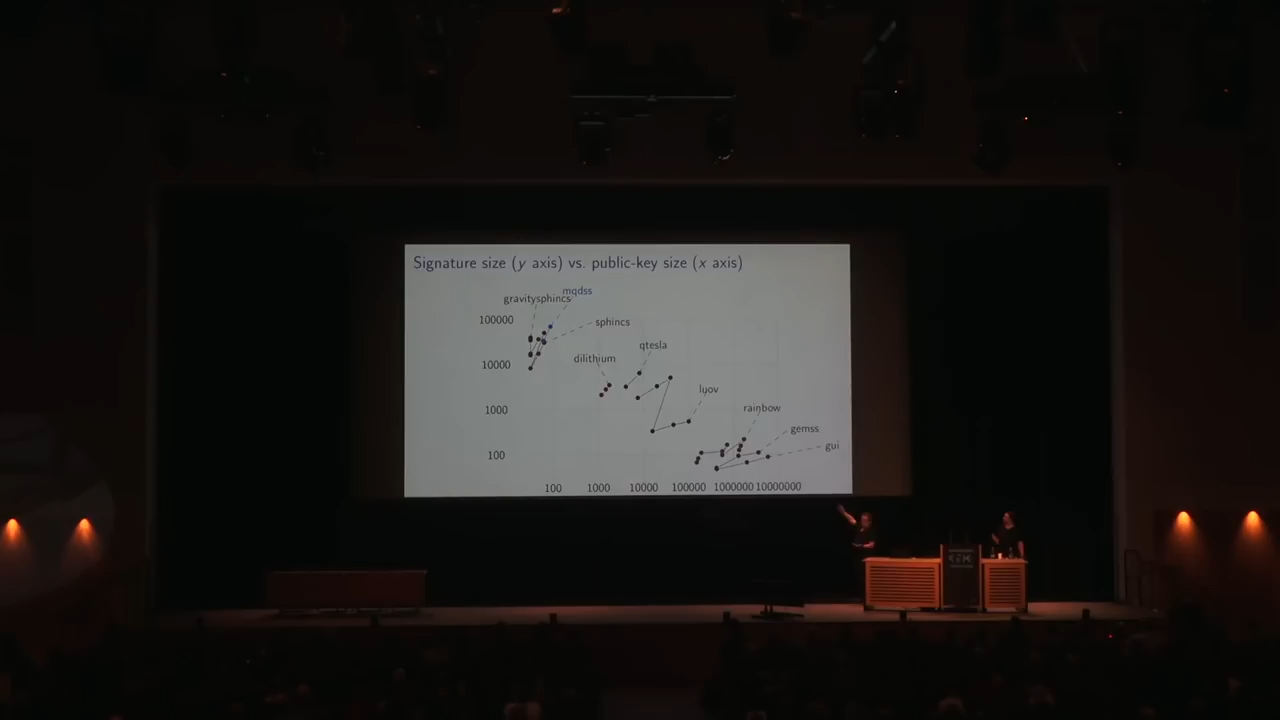 Signature size (y axis) vs. public-key size (x axis)
mqdss
gravitysphincs
100000
sphincs
qtesla
dilithium
10000
luov
1000
rainbow
gemss
gui
100
100 1000 10000 100000 1000000 10000000